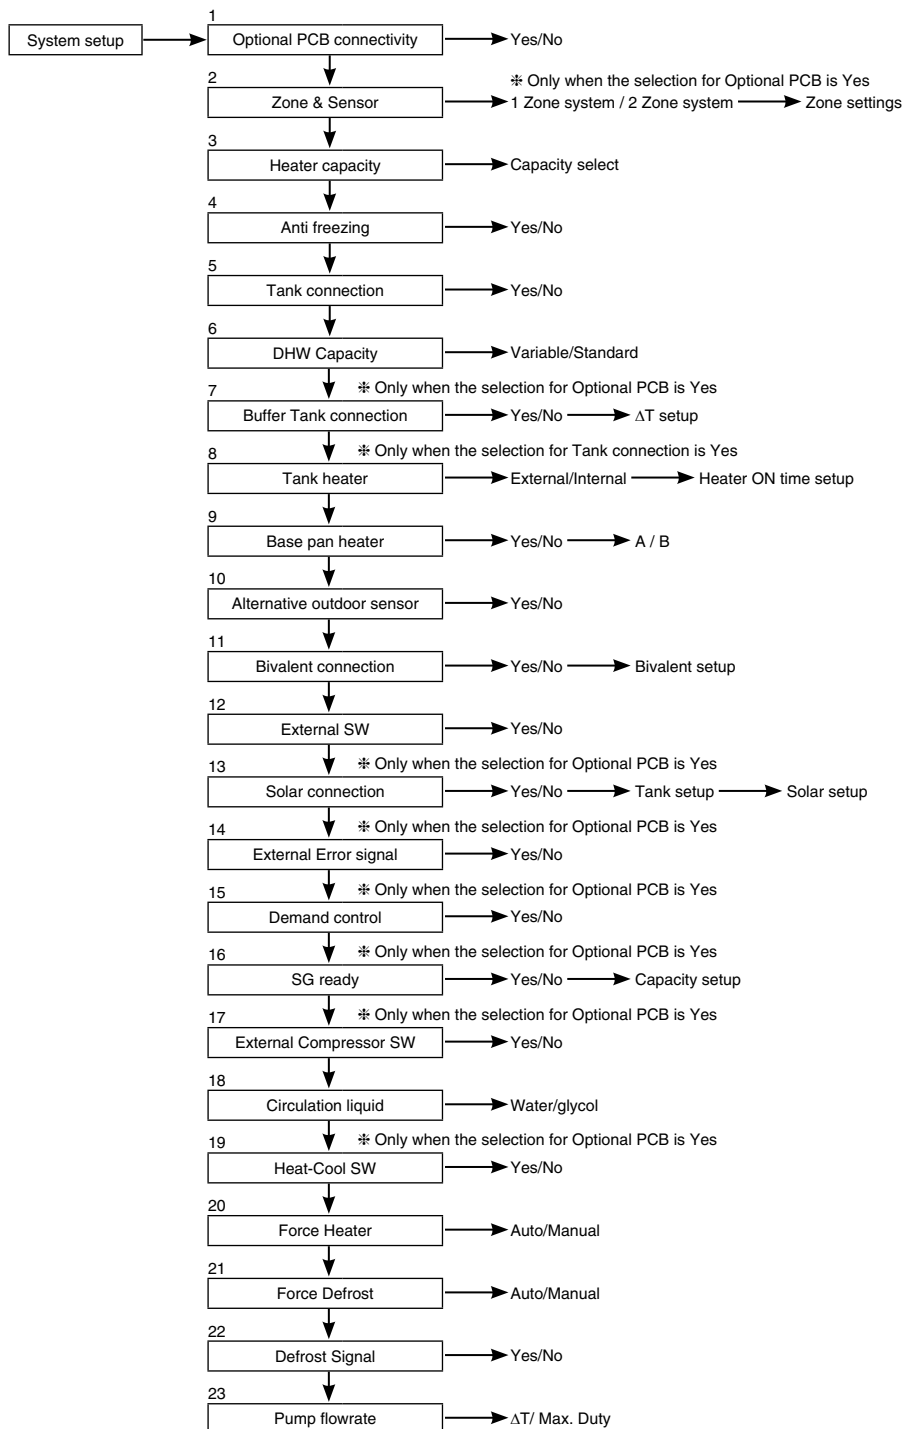 1
System setup
Optional PCB connectivity
Yes/No
2
❈ Only when the selection for Optional PCB is Yes
Zone & Sensor
1 Zone system / 2 Zone system
Zone settings
3
Heater capacity
Capacity select
4
Anti freezing
Yes/No
5
Tank connection
Yes/No
6
DHW Capacity
Variable/Standard
❈ Only when the selection for Optional PCB is Yes
7
Buffer Tank connection
Yes/No
ΔT setup
❈ Only when the selection for Tank connection is Yes
8
Tank heater
External/Internal
Heater ON time setup
9
Base pan heater
Yes/No
A / B
10
Alternative outdoor sensor
Yes/No
11
Bivalent connection
Yes/No
Bivalent setup
12
External SW
Yes/No
❈ Only when the selection for Optional PCB is Yes
13
Solar connection
Yes/No
Tank setup
Solar setup
❈ Only when the selection for Optional PCB is Yes
14
External Error signal
Yes/No
❈ Only when the selection for Optional PCB is Yes
15
Demand control
Yes/No
❈ Only when the selection for Optional PCB is Yes
16
SG ready
Yes/No
Capacity setup
❈ Only when the selection for Optional PCB is Yes
17
External Compressor SW
Yes/No
18
Circulation liquid
Water/glycol
❈ Only when the selection for Optional PCB is Yes
19
Heat-Cool SW
Yes/No
20
Force Heater
Auto/Manual
21
Force Defrost
Auto/Manual
22
Defrost Signal
Yes/No
23
Pump flowrate
ΔT/ Max. Duty